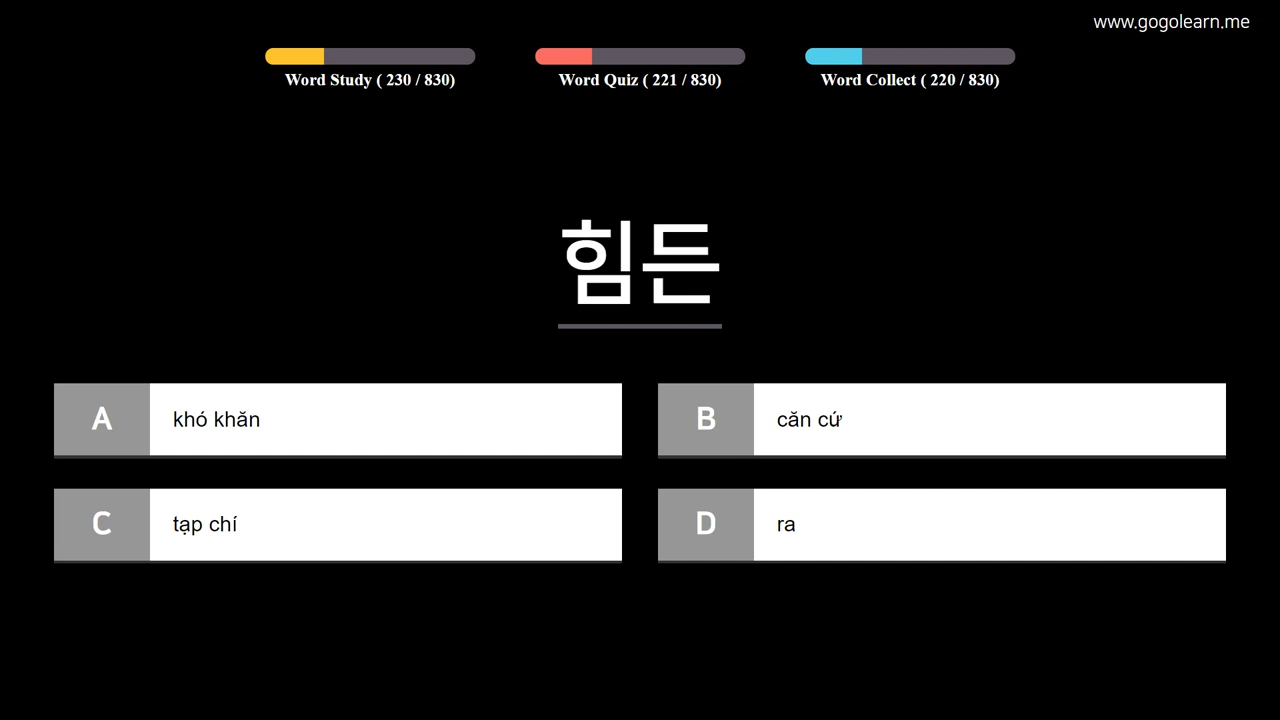 www.gogolearn.me
Word Study ( 230 / 830)
Word Quiz ( 221 / 830)
Word Collect ( 220 / 830)
힘든
A khó khăn
B căn cứ
C tạp chí
D ra